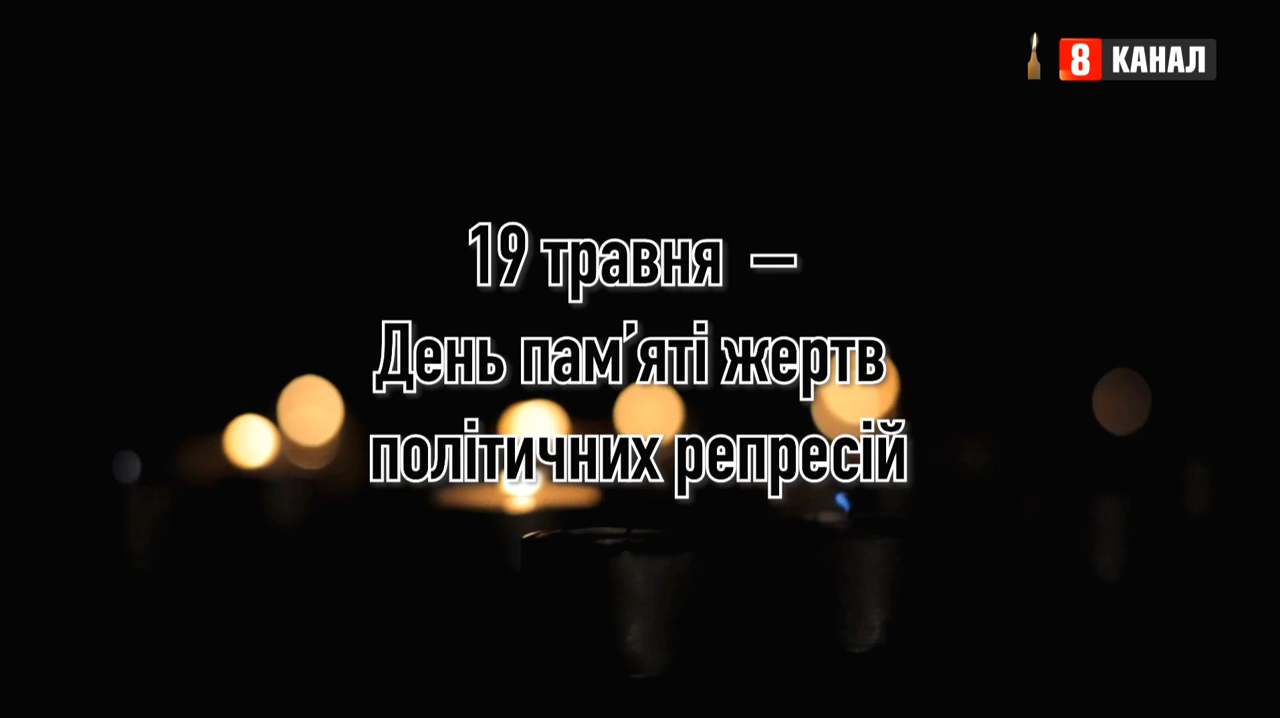 8 КАНАЛ
19 травня —
День пам’яті жертв
політичних репресій